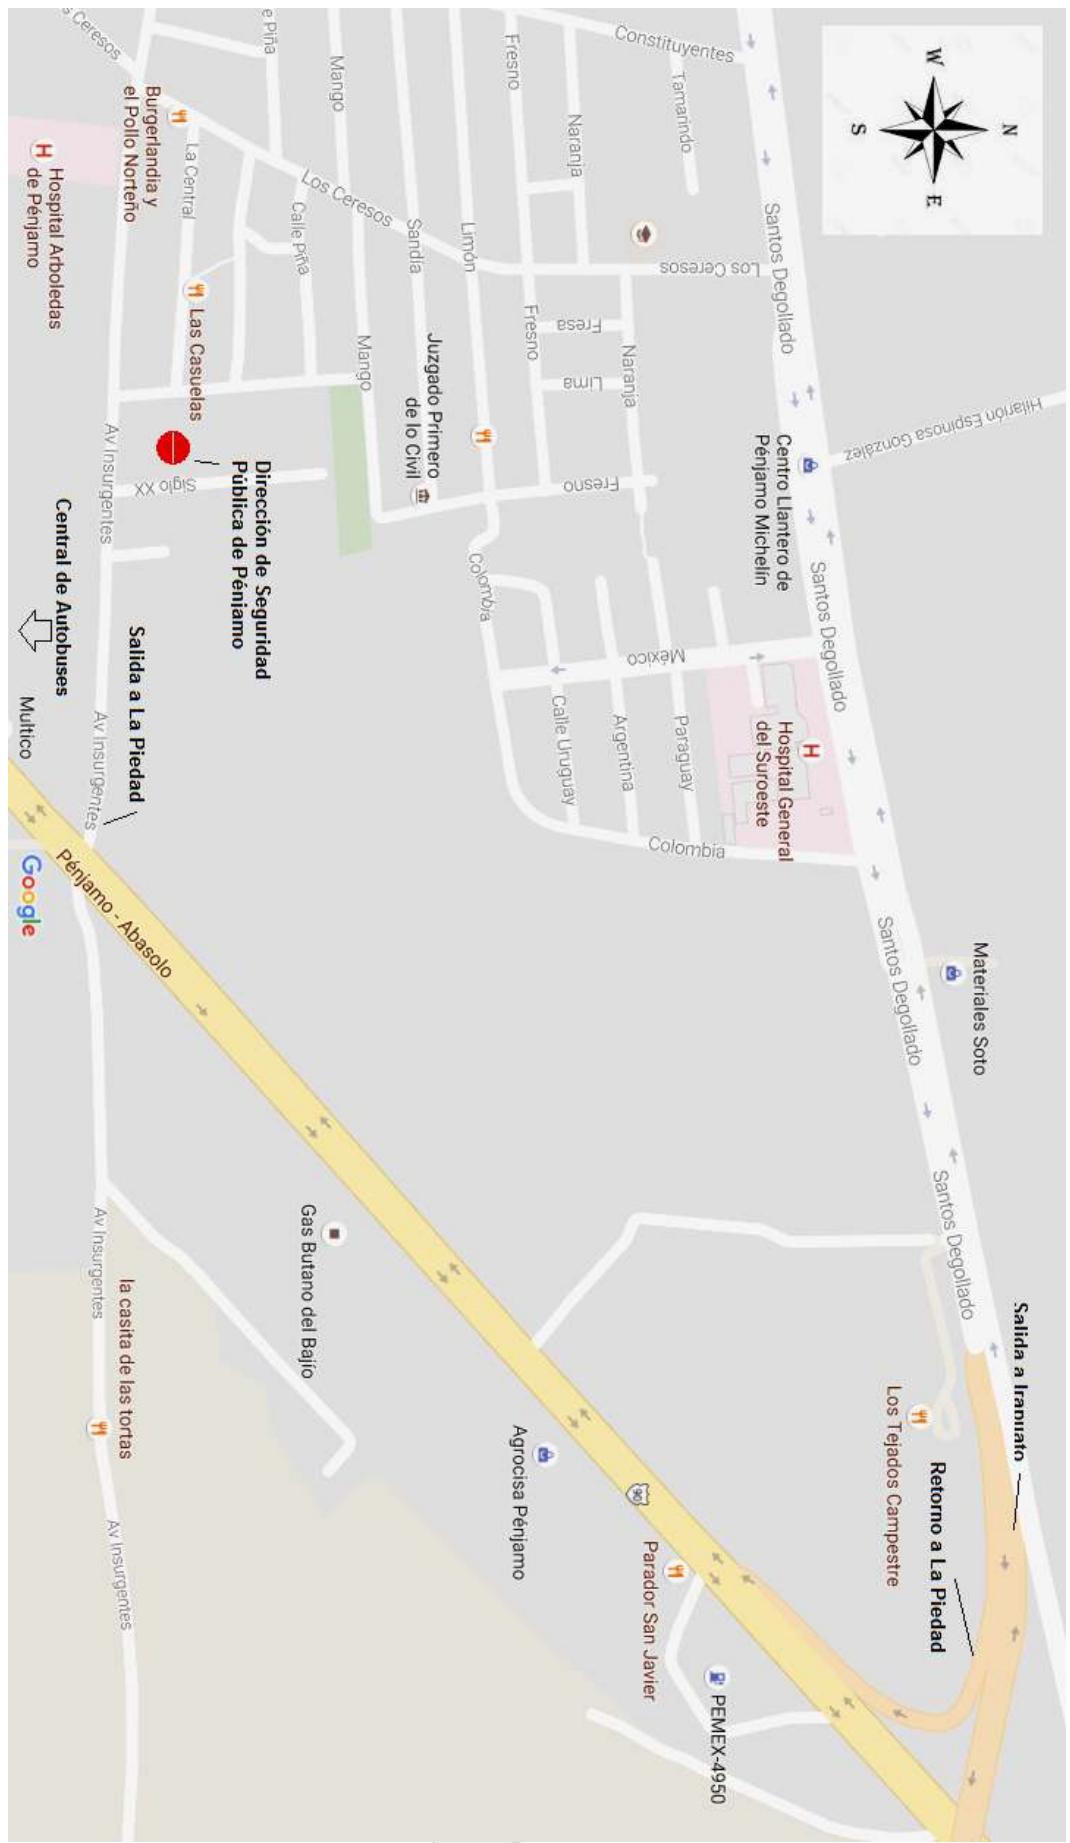 W
N
S
E
Constituyentes
Tamarindo
Fresno
Naranja
Mango
e Piña
s Ceresos
Santos Degollado
Hilarión Espinosa González
Centro Llantero de
Pénjamo Michelín
Santos Degollado
Los Ceresos
Naranja
Fresa
Lima
Fresno
Fresno
Limón
Sandía
Los Ceresos
Juzgado Primero
de lo Civil
Mango
Calle Piña
La Central
Las Casuelas
Burgerlandia y
el Pollo Norteño
Hospital Arboledas
de Pénjamo
Av Insurgentes
Siglo XX
Dirección de Seguridad
Pública de Pénjamo
Central de Autobuses
Salida a La Piedad
Av Insurgentes
Multico
Google
Pénjamo - Abasolo
Colombia
México
Hospital General
del Suroeste
Paraguay
Argentina
Calle Uruguay
Colombia
Materiales Soto
Santos Degollado
Santos Degollado
Salida a Irapuato
Retorno a La Piedad
Los Tejados Campestre
Gas Butano del Bajío
Agrocisa Pénjamo
90
Parador San Javier
PEMEX-4950
Av Insurgentes
la casita de las tortas
Av Insurgentes